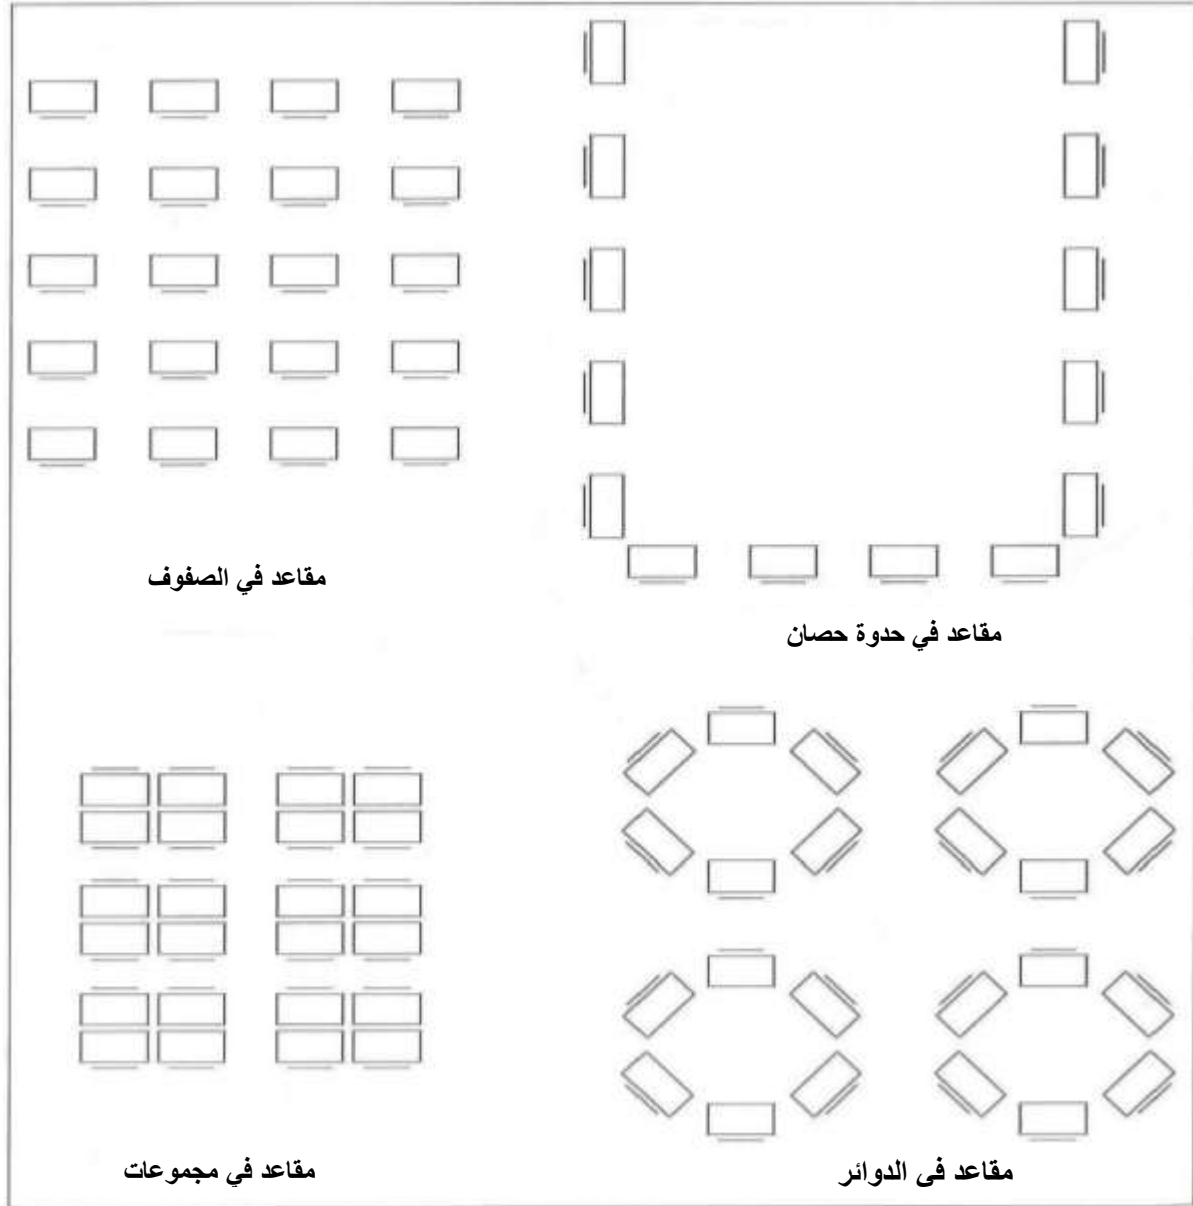 مقاعد في الصفوف
مقاعد في حدوة حصان
مقاعد في مجموعات
مقاعد فى الدوائر